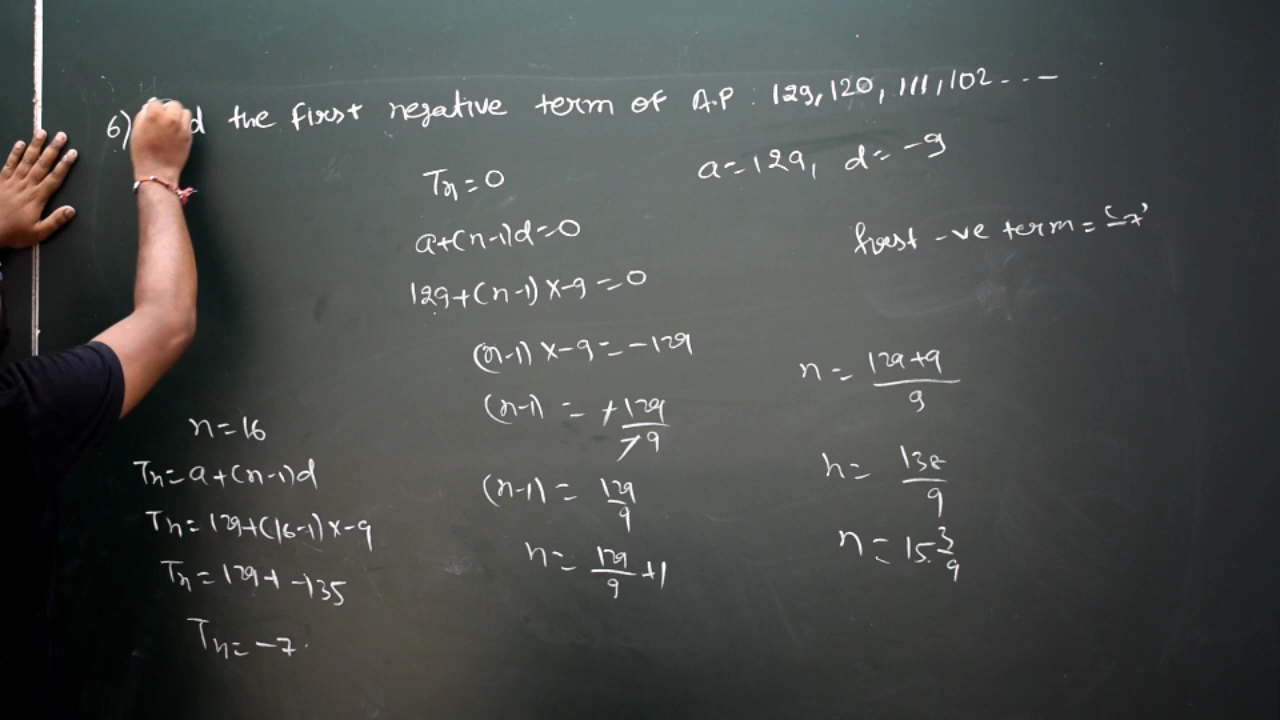 6) d the first negative term of A.P : 129, 120, 111, 102 ...-
Tn = 0
a+(n-1)d=0
129+(n-1)x-9=0
(n-1)x-9=-129
(n-1) = +129/79
(n-1) = 129/9
n= 129/9 +1
a=129, d=-9
first -ve term = '-7'
n= 129+9/9
n= 138/9
n= 15 3/9
n=16
Tn=a+(n-1)d
Tn=129+(16-1)x-9
Tn=129+-135
Tn=-7.